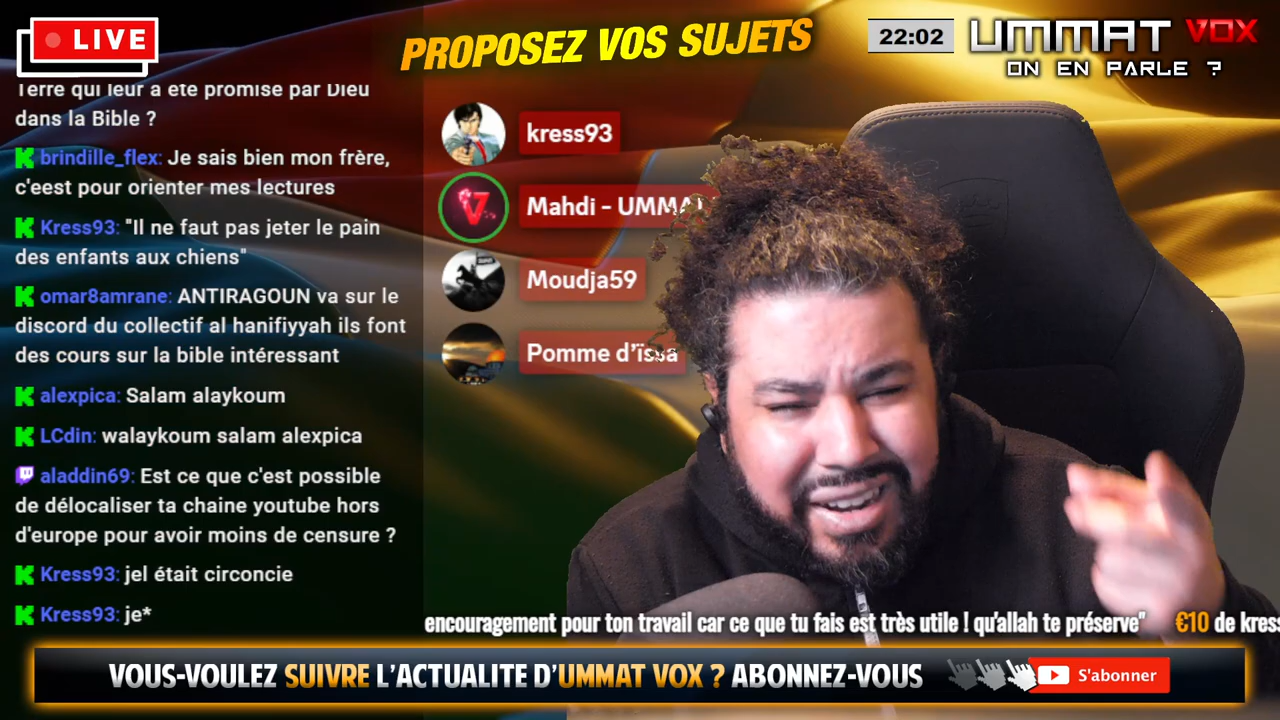 LIVE
PROPOSEZ VOS SUJETS
22:02
UMMAT VOX
ON EN PARLE ?
Terre qui leur a ete promise par Dieu
dans la Bible ?
brindille_flex: Je sais bien mon frère,
c'eest pour orienter mes lectures
Kress93: "Il ne faut pas jeter le pain
des enfants aux chiens"
omar8amrane: ANTIRAGOUN va sur le
discord du collectif al hanifiyyah ils font
des cours sur la bible intéressant
alexpica: Salam alaykoum
LCdin: walaykoum salam alexpica
aladdin69: Est ce que c'est possible
de délocaliser ta chaine youtube hors
d'europe pour avoir moins de censure ?
Kress93: jel était circoncie
Kress93: je*
kress93
Mahdi - UMMAT
Moudja59
Pomme d'ïssa
encouragement pour ton travail car ce que tu fais est très utile ! qu'allah te préserve" €10 de kress
VOUS-VOULEZ SUIVRE L'ACTUALITE D'UMMAT VOX ? ABONNEZ-VOUS
S'abonner